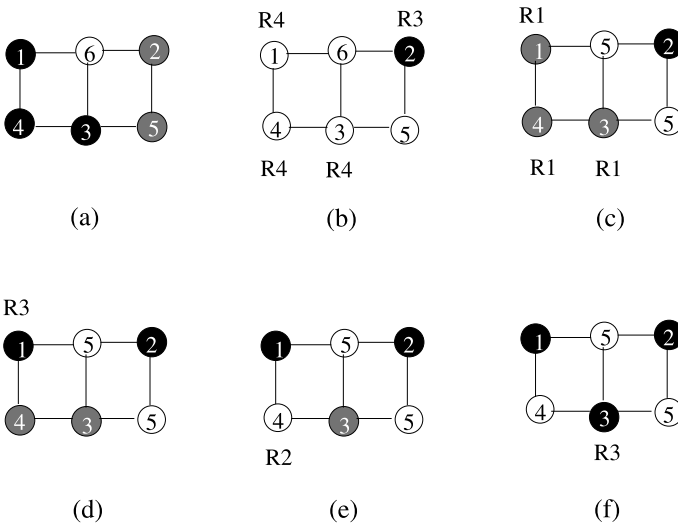 R4 R3 R1
1 6 2 1 6 2 1 5 2
4 3 5 4 3 5 4 3 5
R4 R4 R1 R1
(a) (b) (c)
R3
1 5 2 1 5 2 1 5 2
4 3 5 4 3 5 4 3 5
R2 R3
(d) (e) (f)